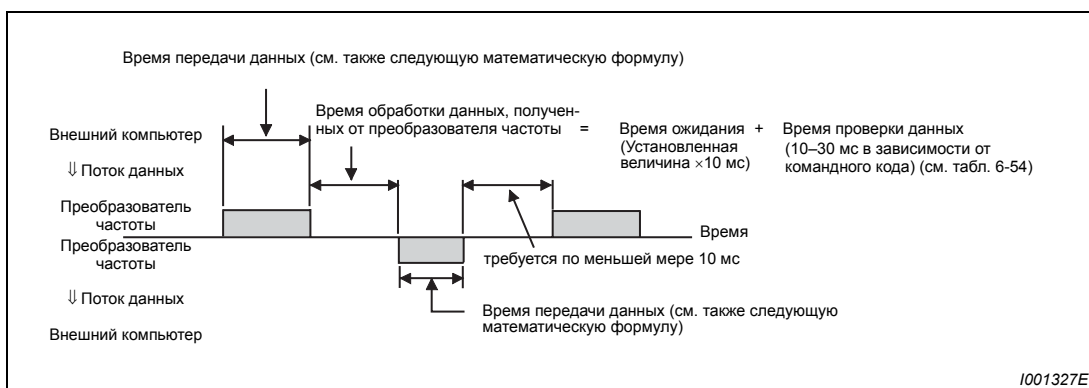 Время передачи данных (см. также следующую математическую формулу)
Время обработки данных, получен-
ных от преобразователя частоты =
Время ожидания +
(Установленная
величина ×10 мс)
Время проверки данных
(10–30 мс в зависимости от
командного кода) (см. табл. 6-54)
Внешний компьютер
⇓ Поток данных
Преобразователь
частоты
Время
Преобразователь
частоты
требуется по меньшей мере 10 мс
⇓ Поток данных
Время передачи данных (см. также следующую
математическую формулу)
Внешний компьютер
I001327E